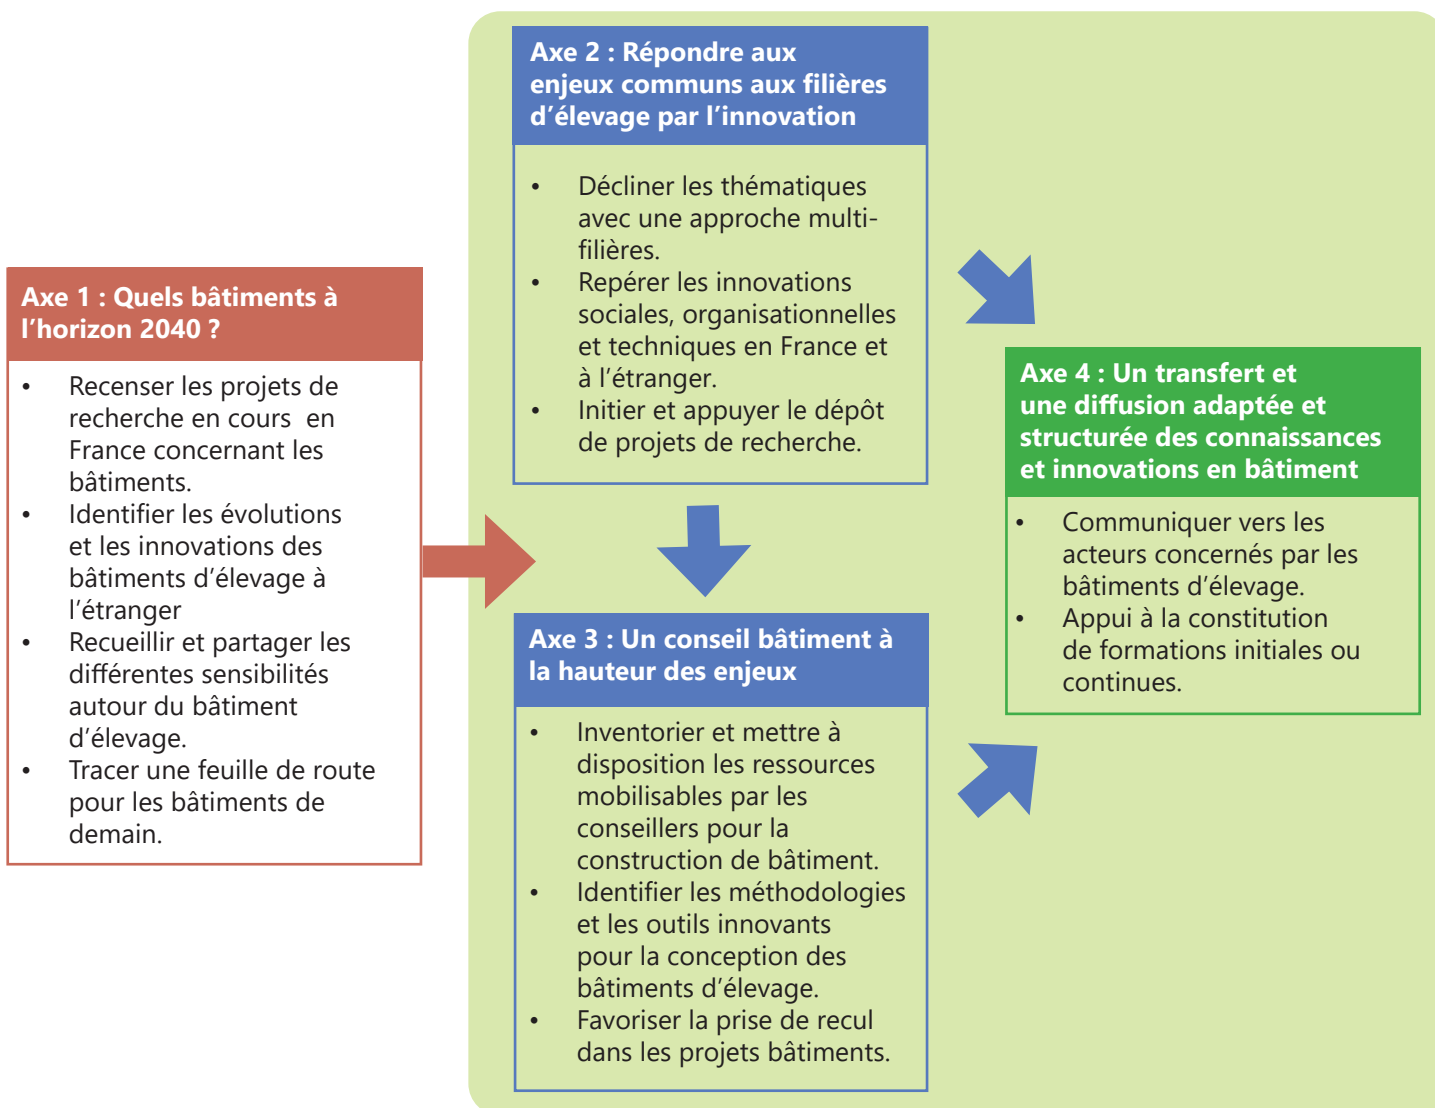 Axe 1 : Quels bâtiments à
l’horizon 2040 ?
• Recenser les projets de
recherche en cours  en
France concernant les
bâtiments.
• Identifier les évolutions
et les innovations des
bâtiments d’élevage à
l’étranger
• Recueillir et partager les
différentes sensibilités
autour du bâtiment
d’élevage.
• Tracer une feuille de route
pour les bâtiments de
demain.
Axe 2 : Répondre aux
enjeux communs aux filières
d’élevage par l’innovation
• Décliner les thématiques
avec une approche multi-
filières.
• Repérer les innovations
sociales, organisationnelles
et techniques en France et
à l’étranger.
• Initier et appuyer le dépôt
de projets de recherche.
Axe 3 : Un conseil bâtiment à
la hauteur des enjeux
• Inventorier et mettre à
disposition les ressources
mobilisables par les
conseillers pour la
construction de bâtiment.
• Identifier les méthodologies
et les outils innovants
pour la conception des
bâtiments d’élevage.
• Favoriser la prise de recul
dans les projets bâtiments.
Axe 4 : Un transfert et
une diffusion adaptée et
structurée des connaissances
et innovations en bâtiment
• Communiquer vers les
acteurs concernés par les
bâtiments d’élevage.
• Appui à la constitution
de formations initiales ou
continues.